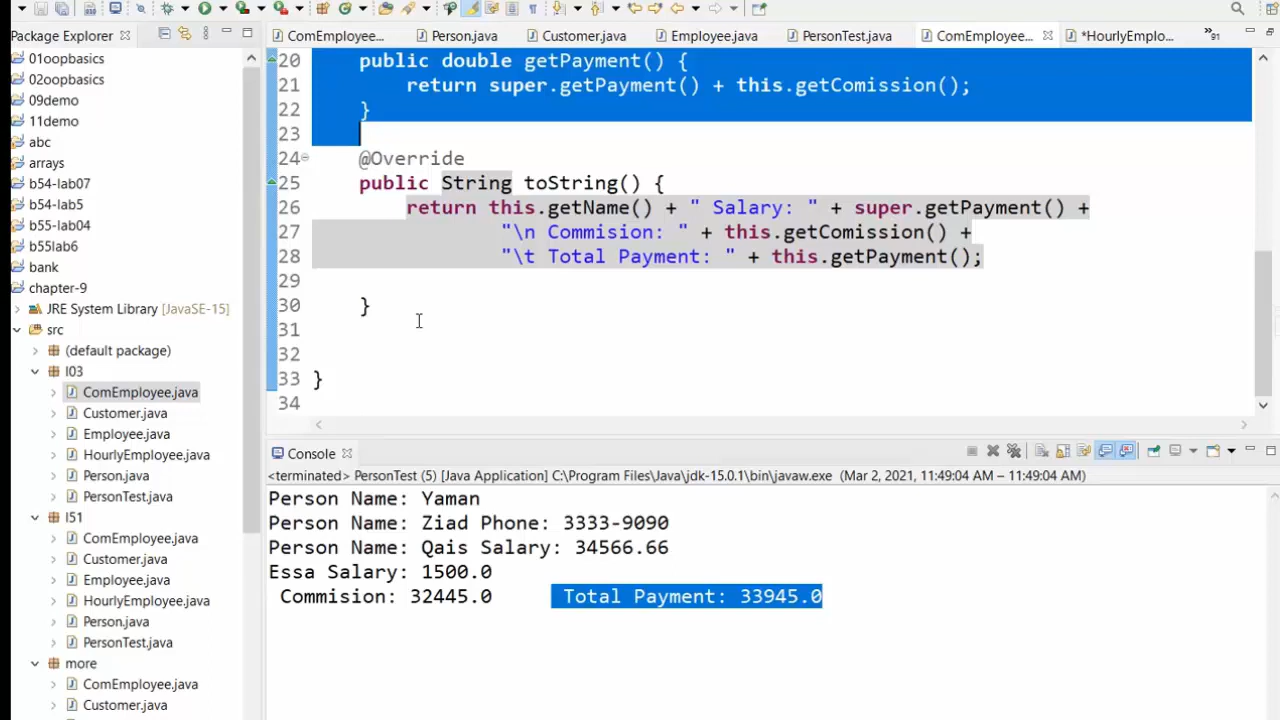 Package Explorer
ComEmployee...
Person.java
Customer.java
Employee.java
PersonTest.java
ComEmployee...
*HourlyEmplo...
»91
01oopbasics
02oopbasics
09demo
11demo
abc
arrays
b54-lab07
b54-lab5
b55-lab04
b55lab6
bank
chapter-9
JRE System Library [JavaSE-15]
src
(default package)
l03
ComEmployee.java
Customer.java
Employee.java
HourlyEmployee.java
Person.java
PersonTest.java
l51
ComEmployee.java
Customer.java
Employee.java
HourlyEmployee.java
Person.java
PersonTest.java
more
ComEmployee.java
Customer.java
20 public double getPayment() {
21 return super.getPayment() + this.getComission();
22 }
23
24 @Override
25 public String toString() {
26 return this.getName() + " Salary: " + super.getPayment() +
27 "\n Commision: " + this.getComission() +
28 "\t Total Payment: " + this.getPayment();
29
30 }
31
32
33 }
34
Console
<terminated> PersonTest (5) [Java Application] C:\Program Files\Java\jdk-15.0.1\bin\javaw.exe (Mar 2, 2021, 11:49:04 AM – 11:49:04 AM)
Person Name: Yaman
Person Name: Ziad Phone: 3333-9090
Person Name: Qais Salary: 34566.66
Essa Salary: 1500.0
Commision: 32445.0 Total Payment: 33945.0